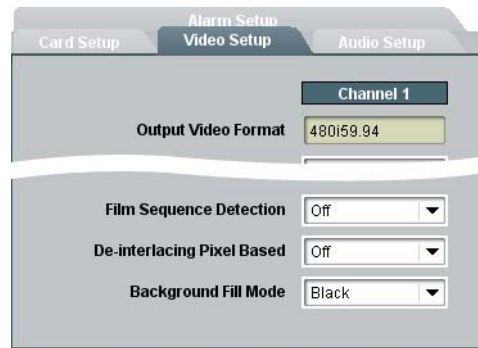 Alarm Setup
Card Setup Video Setup Audio Setup
Channel 1
Output Video Format 480i59.94
Film Sequence Detection Off
De-interlacing Pixel Based Off
Background Fill Mode Black